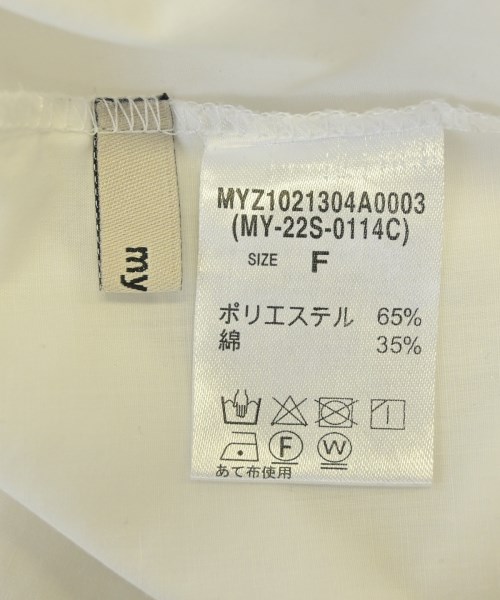 my
MYZ1021304A0003
(MY-22S-0114C)
SIZE F
ポリエステル 65%
綿 35%
F W
あて布使用